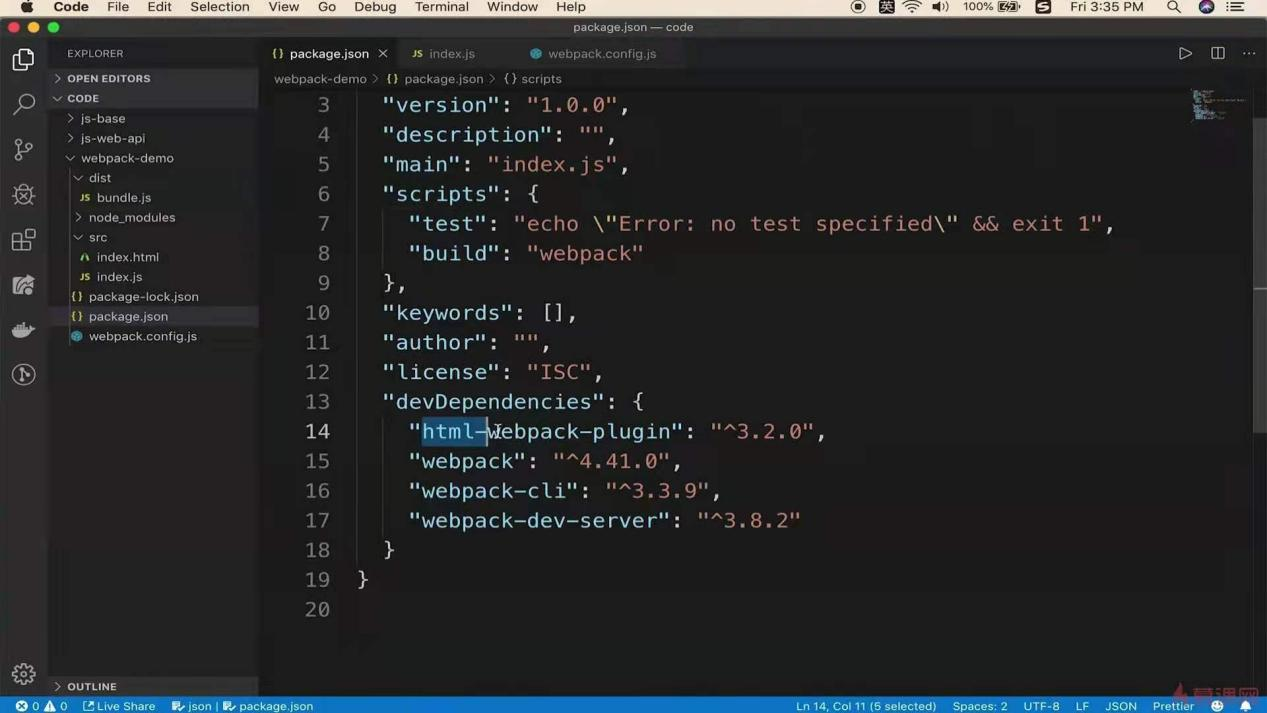 Code File Edit Selection View Go Debug Terminal Window Help 英 100% S Fri 3:35 PM
package.json — code
EXPLORER
OPEN EDITORS
CODE
js-base
js-web-api
webpack-demo
dist
JS bundle.js
node_modules
src
index.html
JS index.js
{} package-lock.json
{} package.json
webpack.config.js
OUTLINE
{} package.json JS index.js webpack.config.js
webpack-demo > {} package.json > {} scripts
3 "version": "1.0.0",
4 "description": "",
5 "main": "index.js",
6 "scripts": {
7 "test": "echo \"Error: no test specified\" && exit 1",
8 "build": "webpack"
9 },
10 "keywords": [],
11 "author": "",
12 "license": "ISC",
13 "devDependencies": {
14 "html-webpack-plugin": "^3.2.0",
15 "webpack": "^4.41.0",
16 "webpack-cli": "^3.3.9",
17 "webpack-dev-server": "^3.8.2"
18 }
19 }
20
慕课网
0 0 Live Share json | package.json Ln 14, Col 11 (5 selected) Spaces: 2 UTF-8 LF JSON Prettier